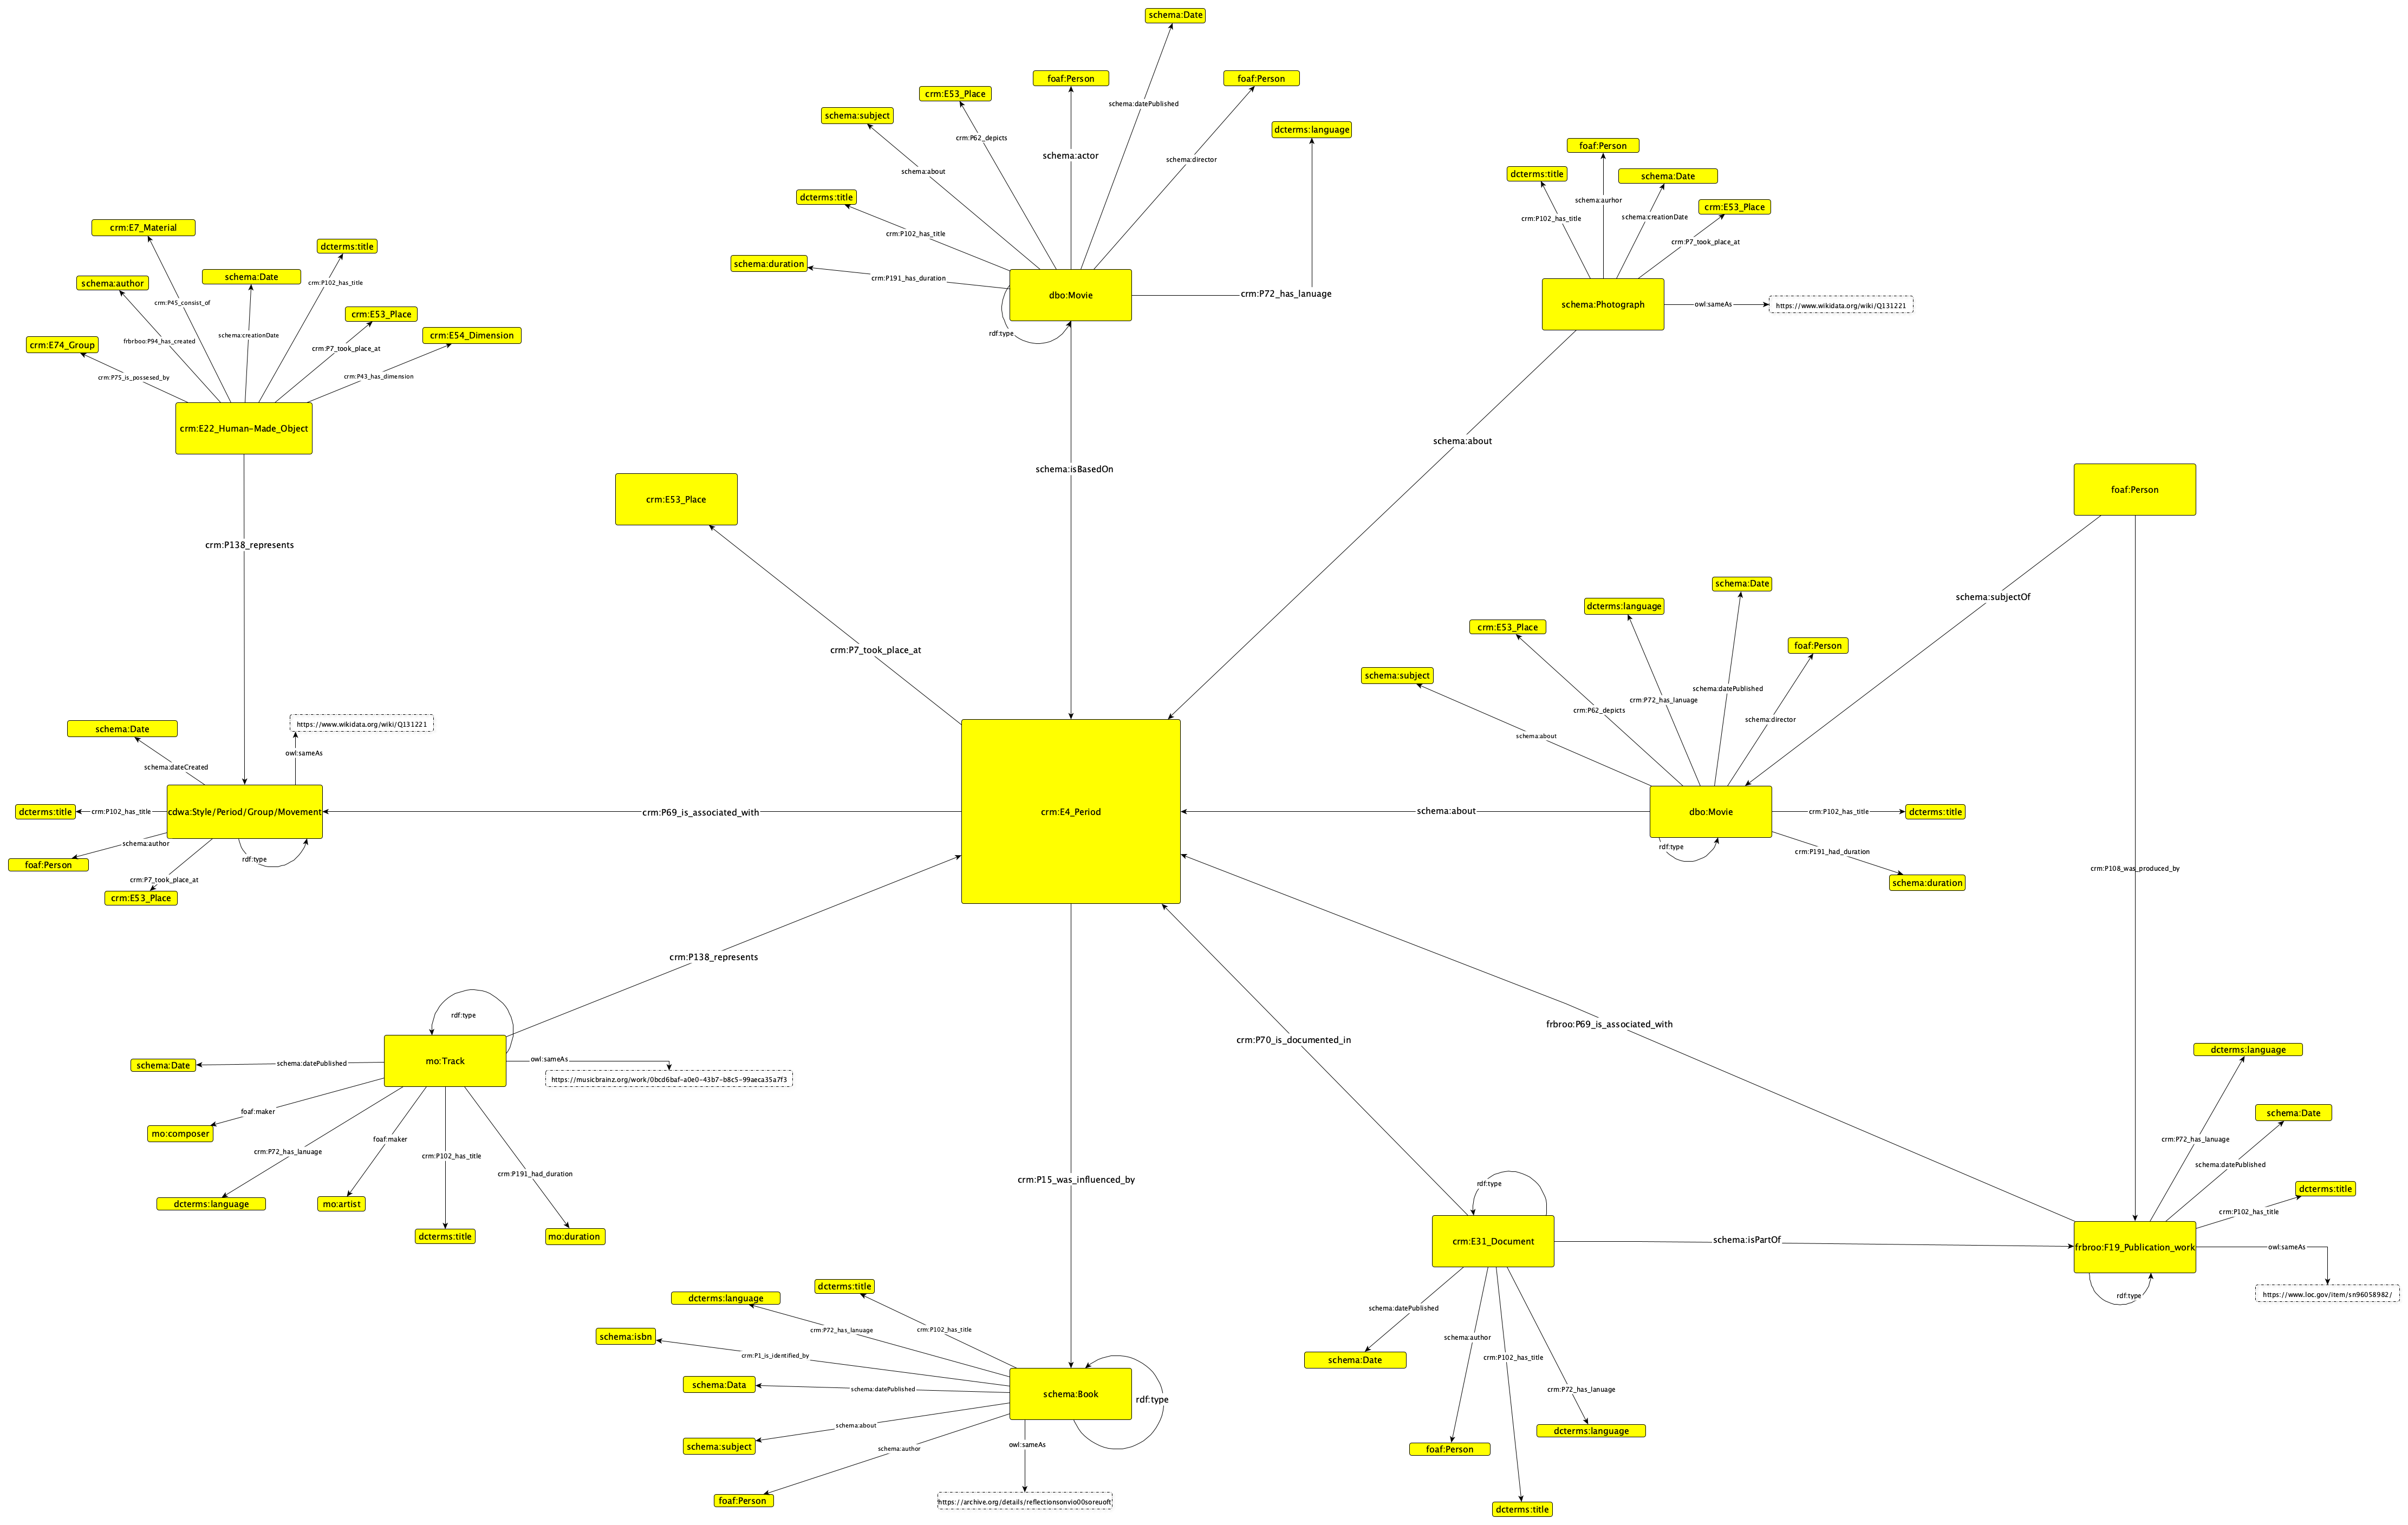 schema:Date
foaf:Person
foaf:Person
crm:E53_Place
schema:datePublished
schema:subject
dcterms:language
crm:P62_depicts
schema:actor
schema:director
schema:about
dcterms:title
crm:P102_has_title
schema:duration
crm:P191_has_duration
dbo:Movie
crm:P72_has_lanuage
rdf:type
schema:isBasedOn
foaf:Person
dcterms:title
schema:Date
schema:aurhor
crm:E53_Place
crm:P102_has_title
schema:creationDate
crm:P7_took_place_at
schema:Photograph
owl:sameAs
https://www.wikidata.org/wiki/Q131221
schema:about
crm:E7_Material
dcterms:title
schema:Date
schema:author
crm:P102_has_title
crm:P45_consist_of
crm:E53_Place
schema:creationDate
crm:E54_Dimension
frbrboo:P94_has_created
crm:E74_Group
crm:P7_took_place_at
crm:P75_is_possesed_by
crm:P43_has_dimension
crm:E22_Human-Made_Object
crm:P138_represents
crm:E53_Place
crm:P7_took_place_at
foaf:Person
schema:subjectOf
crm:P108_was_produced_by
schema:Date
dcterms:language
crm:E53_Place
foaf:Person
schema:subject
schema:datePublished
crm:P72_has_lanuage
crm:P62_depicts
schema:director
schema:about
dbo:Movie
crm:P102_has_title
dcterms:title
rdf:type
crm:P191_had_duration
schema:duration
schema:about
crm:E4_Period
crm:P69_is_associated_with
https://www.wikidata.org/wiki/Q131221
schema:Date
owl:sameAs
schema:dateCreated
dcterms:title
crm:P102_has_title
cdwa:Style/Period/Group/Movement
schema:author
foaf:Person
rdf:type
crm:P7_took_place_at
crm:E53_Place
crm:P138_represents
rdf:type
mo:Track
owl:sameAs
https://musicbrainz.org/work/0bcd6baf-a0e0-43b7-b8c5-99aeca35a7f3
schema:Date
schema:datePublished
foaf:maker
mo:composer
crm:P72_has_lanuage
foaf:maker
crm:P102_has_title
crm:P191_had_duration
dcterms:language
mo:artist
dcterms:title
mo:duration
crm:P15_was_influenced_by
crm:P70_is_documented_in
frbroo:P69_is_associated_with
dcterms:title
dcterms:language
crm:P102_has_title
crm:P72_has_lanuage
schema:isbn
crm:P1_is_identified_by
schema:Data
schema:datePublished
schema:Book
rdf:type
schema:about
schema:subject
schema:author
owl:sameAs
foaf:Person
https://archive.org/details/reflectionsonvio00soreuoft
rdf:type
crm:E31_Document
schema:isPartOf
schema:datePublished
schema:author
crm:P102_has_title
schema:Date
crm:P72_has_lanuage
dcterms:language
foaf:Person
dcterms:title
dcterms:language
schema:Date
crm:P72_has_lanuage
schema:datePublished
dcterms:title
crm:P102_has_title
frbroo:F19_Publication_work
owl:sameAs
rdf:type
https://www.loc.gov/item/sn96058982/